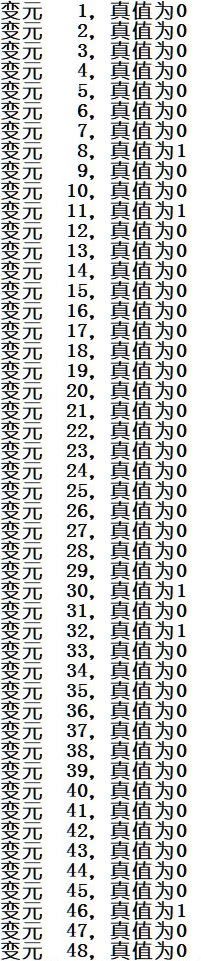 变元    1，真值为0
变元    2，真值为0
变元    3，真值为0
变元    4，真值为0
变元    5，真值为0
变元    6，真值为0
变元    7，真值为0
变元    8，真值为1
变元    9，真值为0
变元   10，真值为0
变元   11，真值为1
变元   12，真值为0
变元   13，真值为0
变元   14，真值为0
变元   15，真值为0
变元   16，真值为0
变元   17，真值为0
变元   18，真值为0
变元   19，真值为0
变元   20，真值为0
变元   21，真值为0
变元   22，真值为0
变元   23，真值为0
变元   24，真值为0
变元   25，真值为0
变元   26，真值为0
变元   27，真值为0
变元   28，真值为0
变元   29，真值为0
变元   30，真值为1
变元   31，真值为0
变元   32，真值为1
变元   33，真值为0
变元   34，真值为0
变元   35，真值为0
变元   36，真值为0
变元   37，真值为0
变元   38，真值为0
变元   39，真值为0
变元   40，真值为0
变元   41，真值为0
变元   42，真值为0
变元   43，真值为0
变元   44，真值为0
变元   45，真值为0
变元   46，真值为1
变元   47，真值为0
变元   48，真值为0